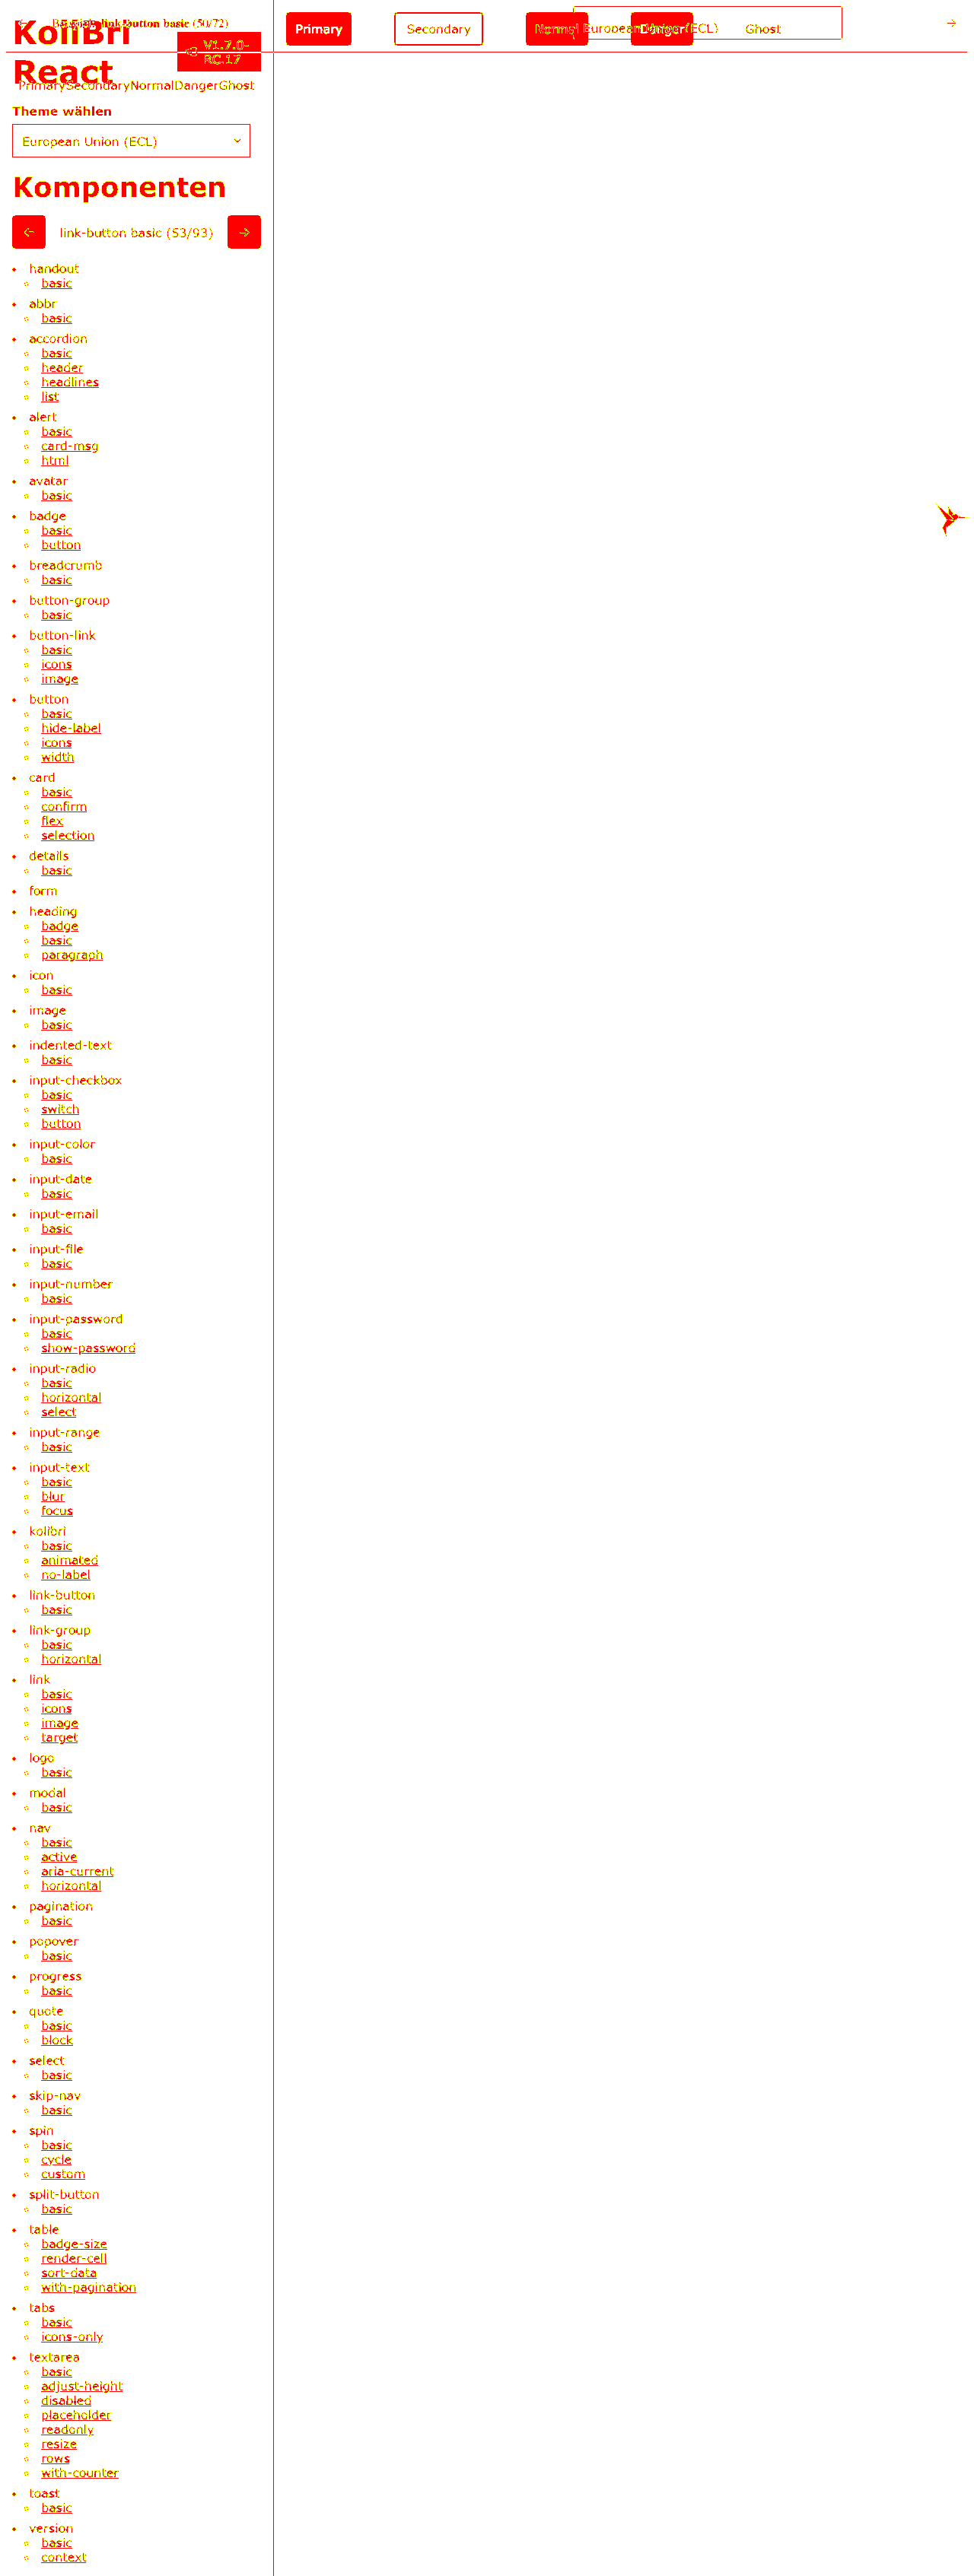 link-button basic (50/72)
KoliBri
React
V1.7.0-
RC.17
Primary
Secondary
Normal
European Union (ECL)
Danger
Ghost
PrimarySecondaryNormalDangerGhost
Theme wählen
European Union (ECL)
Komponenten
link-button basic (53/93)
handout
basic
abbr
basic
accordion
basic
header
headlines
list
alert
basic
card-msg
html
avatar
basic
badge
basic
button
breadcrumb
basic
button-group
basic
button-link
basic
icons
image
button
basic
hide-label
icons
width
card
basic
confirm
flex
selection
details
basic
form
heading
badge
basic
paragraph
icon
basic
image
basic
indented-text
basic
input-checkbox
basic
switch
button
input-color
basic
input-date
basic
input-email
basic
input-file
basic
input-number
basic
input-password
basic
show-password
input-radio
basic
horizontal
select
input-range
basic
input-text
basic
blur
focus
kolibri
basic
animated
no-label
link-button
basic
link-group
basic
horizontal
link
basic
icons
image
target
logo
basic
modal
basic
nav
basic
active
aria-current
horizontal
pagination
basic
popover
basic
progress
basic
quote
basic
block
select
basic
skip-nav
basic
spin
basic
cycle
custom
split-button
basic
table
badge-size
render-cell
sort-data
with-pagination
tabs
basic
icons-only
textarea
basic
adjust-height
disabled
placeholder
readonly
resize
rows
with-counter
toast
basic
version
basic
context